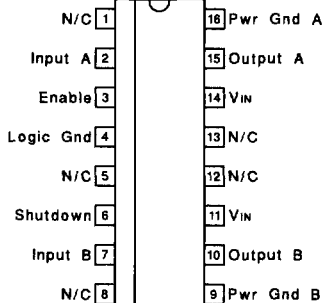 N/C 1 16 Pwr Gnd A
Input A 2 15 Output A
Enable 3 14 VIN
Logic Gnd 4 13 N/C
N/C 5 12 N/C
Shutdown 6 11 VIN
Input B 7 10 Output B
N/C 8 9 Pwr Gnd B